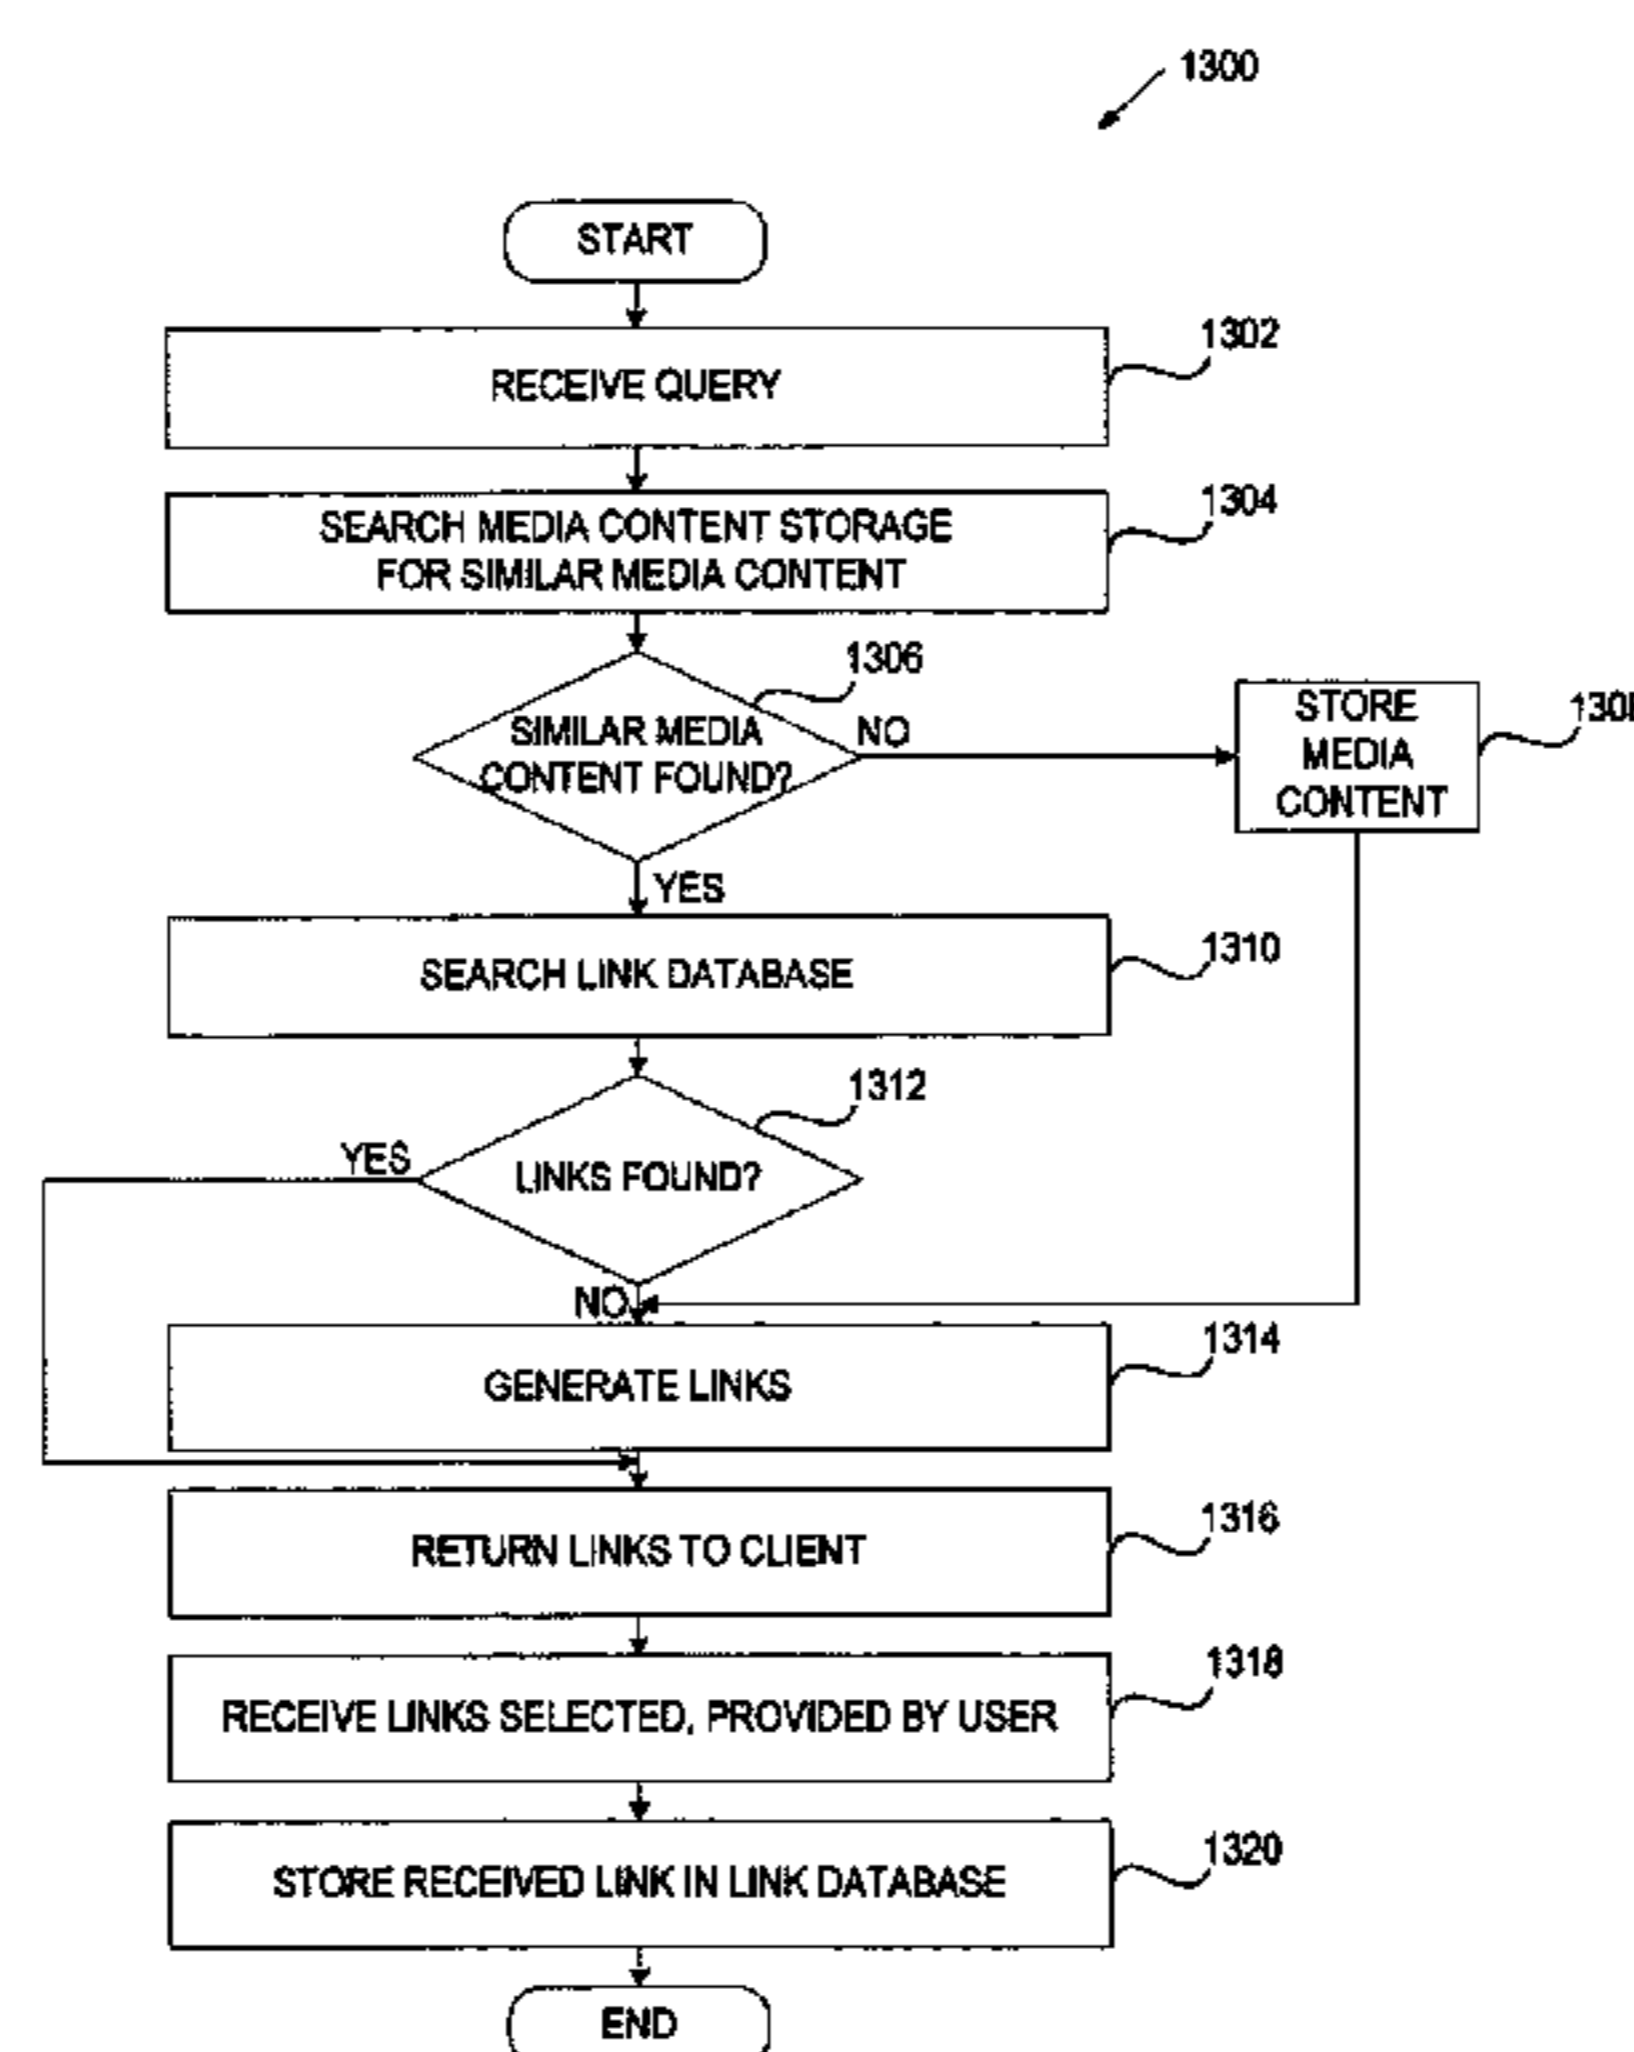 1300
START
RECEIVE QUERY
1302
SEARCH MEDIA CONTENT STORAGE
FOR SIMILAR MEDIA CONTENT
1304
1306
SIMILAR MEDIA
CONTENT FOUND?
NO
STORE
MEDIA
CONTENT
YES
SEARCH LINK DATABASE
1310
1312
YES
LINKS FOUND?
NO
GENERATE LINKS
1314
RETURN LINKS TO CLIENT
1316
RECEIVE LINKS SELECTED, PROVIDED BY USER
1318
STORE RECEIVED LINK IN LINK DATABASE
1320
END